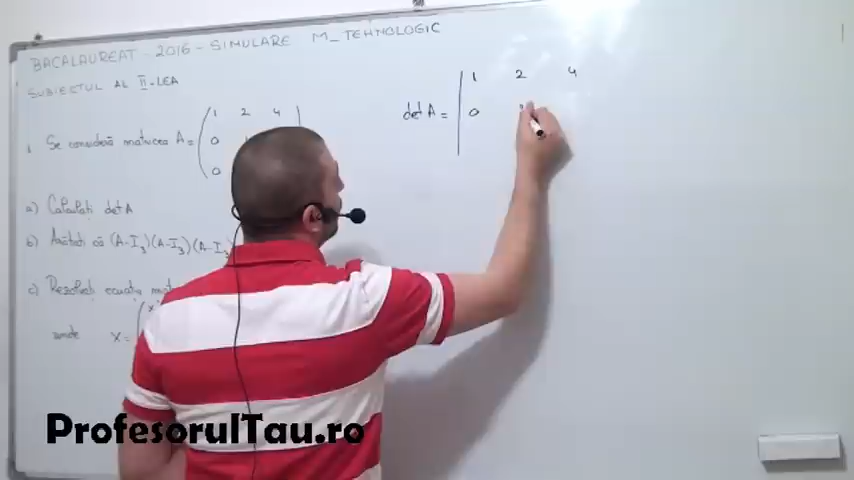 BACALAUREAT - 2016 - SIMULARE M_TEHNOLOGIC
SUBIECTUL AL II-LEA
1 2 4
1. Se consideră matricea A = 0
0
a) Calculați det A
b) Arătați că (A-I₃)(A-I₃)(A-I₃
c) Rezolvați ecuația
unde X =
det A = 1 2 4
0
ProfesorulTau.ro